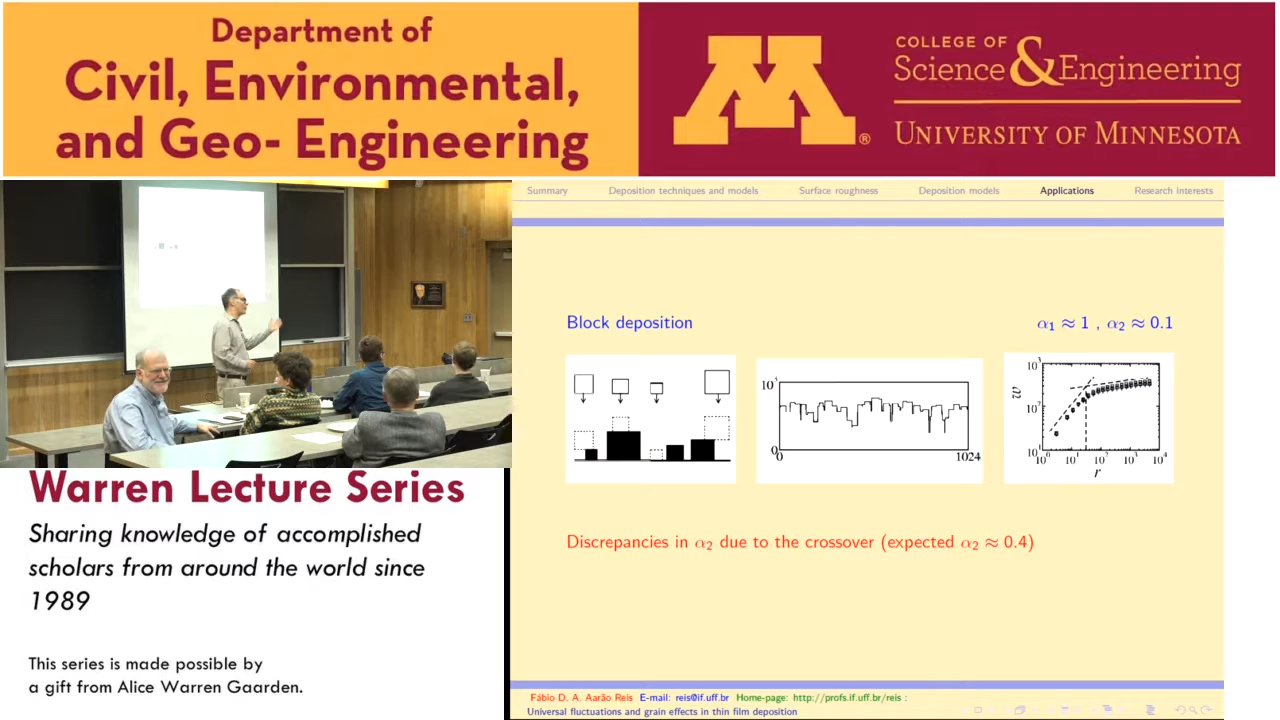 Department of
Civil, Environmental,
and Geo- Engineering
COLLEGE OF
Science & Engineering
UNIVERSITY OF MINNESOTA
®
Summary
Deposition techniques and models
Surface roughness
Deposition models
Applications
Research interests
Block deposition
α₁ ≈ 1 , α₂ ≈ 0.1
0
0
1024
r
Discrepancies in α₂ due to the crossover (expected α₂ ≈ 0.4)
Fábio D. A. Aarão Reis E-mail: reis@if.uff.br Home-page: http://profs.if.uff.br/reis :
Universal fluctuations and grain effects in thin film deposition
Warren Lecture Series
Sharing knowledge of accomplished
scholars from around the world since
1989
This series is made possible by
a gift from Alice Warren Gaarden.